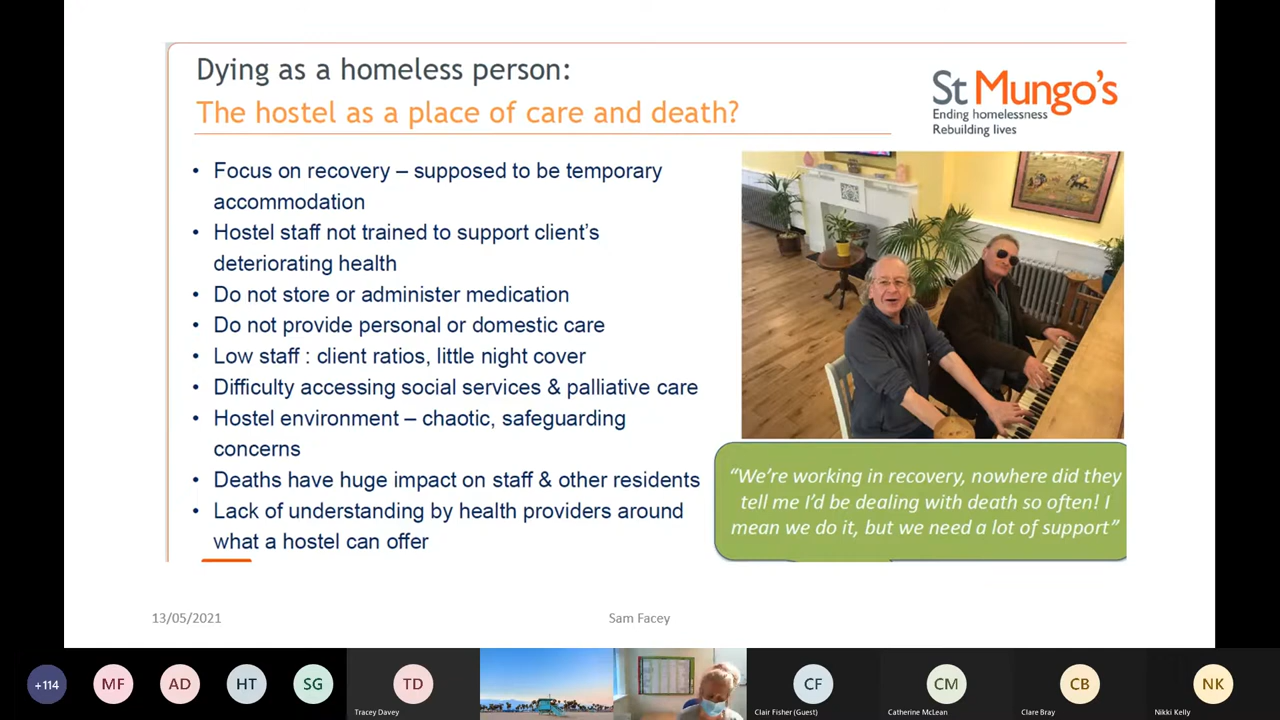 Dying as a homeless person:
The hostel as a place of care and death?
St Mungo's
Ending homelessness
Rebuilding lives
• Focus on recovery – supposed to be temporary
accommodation
• Hostel staff not trained to support client's
deteriorating health
• Do not store or administer medication
• Do not provide personal or domestic care
• Low staff : client ratios, little night cover
• Difficulty accessing social services & palliative care
• Hostel environment – chaotic, safeguarding
concerns
• Deaths have huge impact on staff & other residents
• Lack of understanding by health providers around
what a hostel can offer
“We're working in recovery, nowhere did they
tell me I'd be dealing with death so often! I
mean we do it, but we need a lot of support”
13/05/2021
Sam Facey
+114
MF
AD
HT
SG
TD
Tracey Davey
CF
Clair Fisher (Guest)
CM
Catherine McLean
CB
Clare Bray
NK
Nikki Kelly